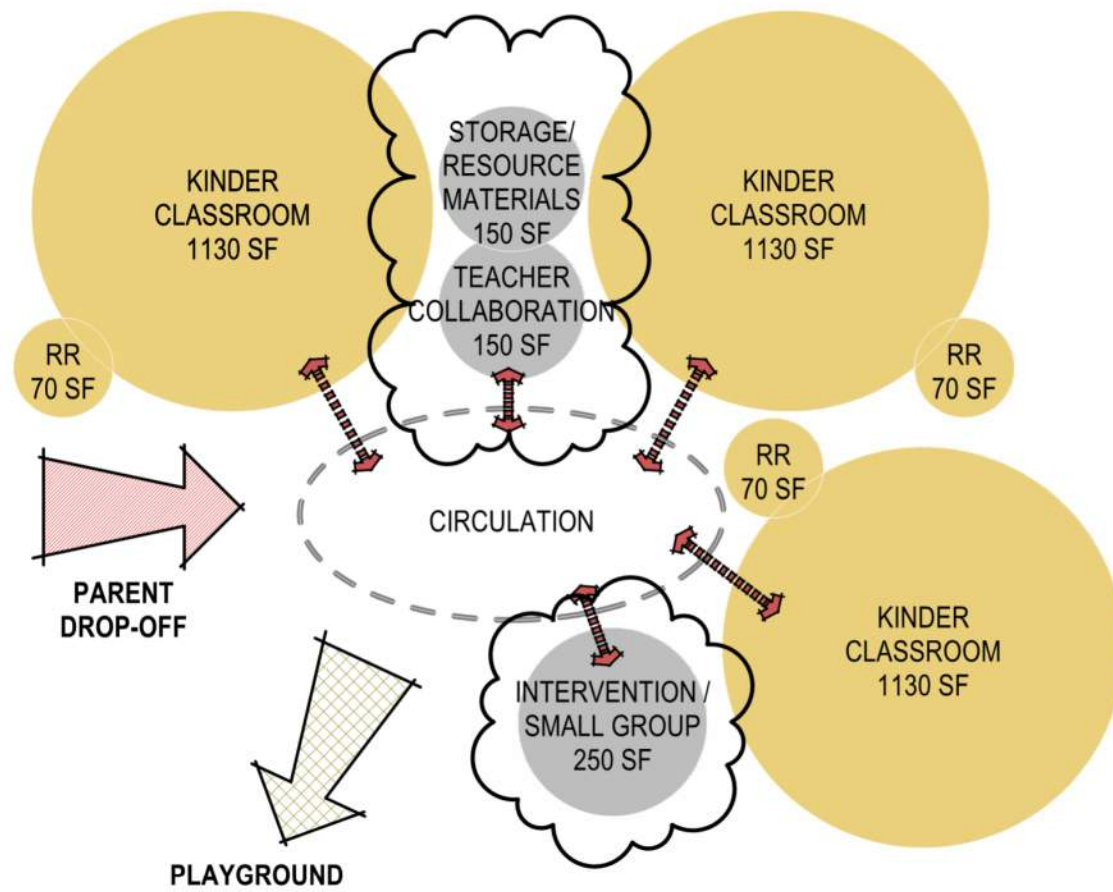 KINDER
CLASSROOM
1130 SF
STORAGE/
RESOURCE
MATERIALS
150 SF
KINDER
CLASSROOM
1130 SF
TEACHER
COLLABORATION
150 SF
RR
70 SF
RR
70 SF
RR
70 SF
CIRCULATION
PARENT
DROP-OFF
KINDER
CLASSROOM
1130 SF
INTERVENTION /
SMALL GROUP
250 SF
PLAYGROUND